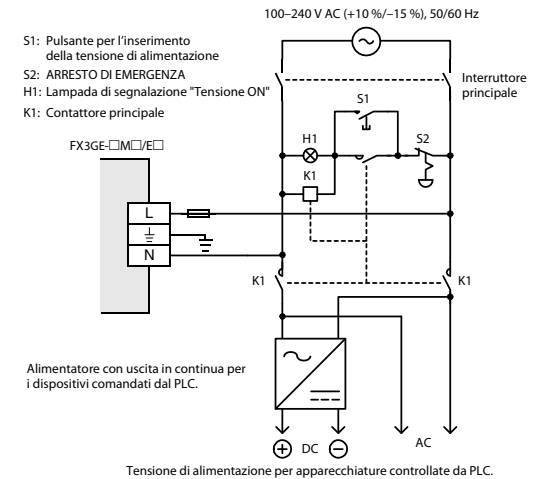 100–240 V AC (+10 %/–15 %), 50/60 Hz
S1: Pulsante per l'inserimento
della tensione di alimentazione
S2: ARRESTO DI EMERGENZA
H1: Lampada di segnalazione "Tensione ON"
K1: Contattore principale
Interruttore
principale
S1
FX3GE-□M□/E□
H1
S2
K1
L
N
K1
K1
Alimentatore con uscita in continua per
i dispositivi comandati dal PLC.
+ DC –
AC
Tensione di alimentazione per apparecchiature controllate da PLC.